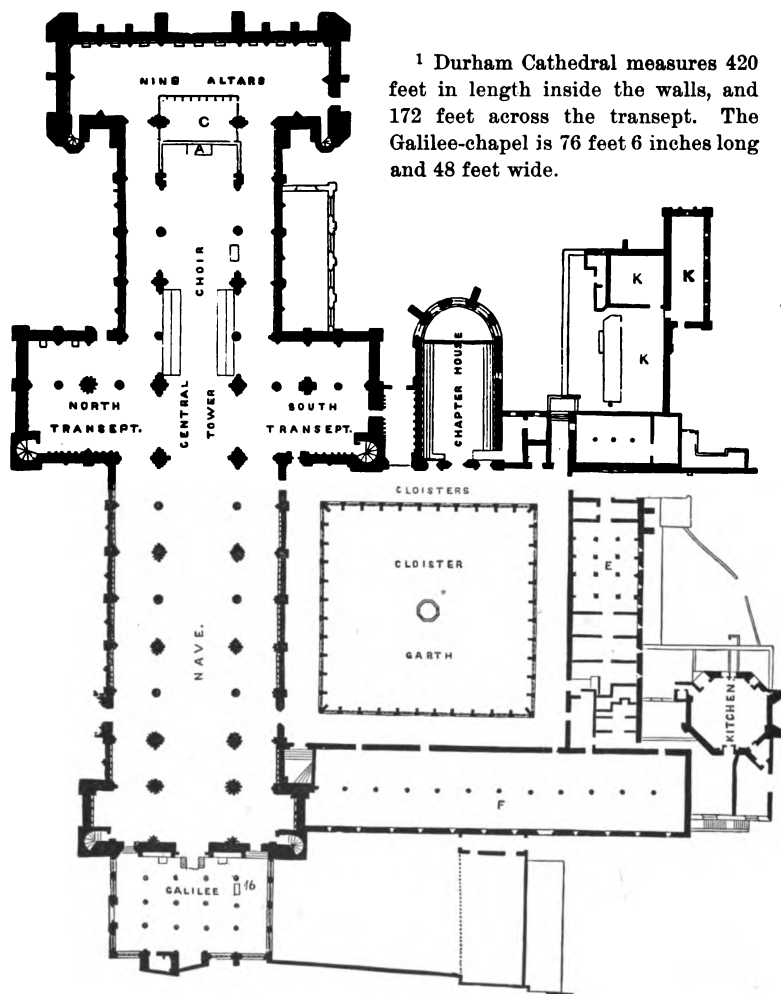 ¹ Durham Cathedral measures 420
feet in length inside the walls, and
172 feet across the transept. The
Galilee-chapel is 76 feet 6 inches long
and 48 feet wide.
NINE ALTARS
C
A
CHOIR
K
K
K
CHAPTER HOUSE
NORTH
TRANSEPT.
CENTRAL
TOWER
SOUTH
TRANSEPT.
CLOISTERS
CLOISTER
GARTH
E
NAVE.
KITCHEN
F
GALILEE
16